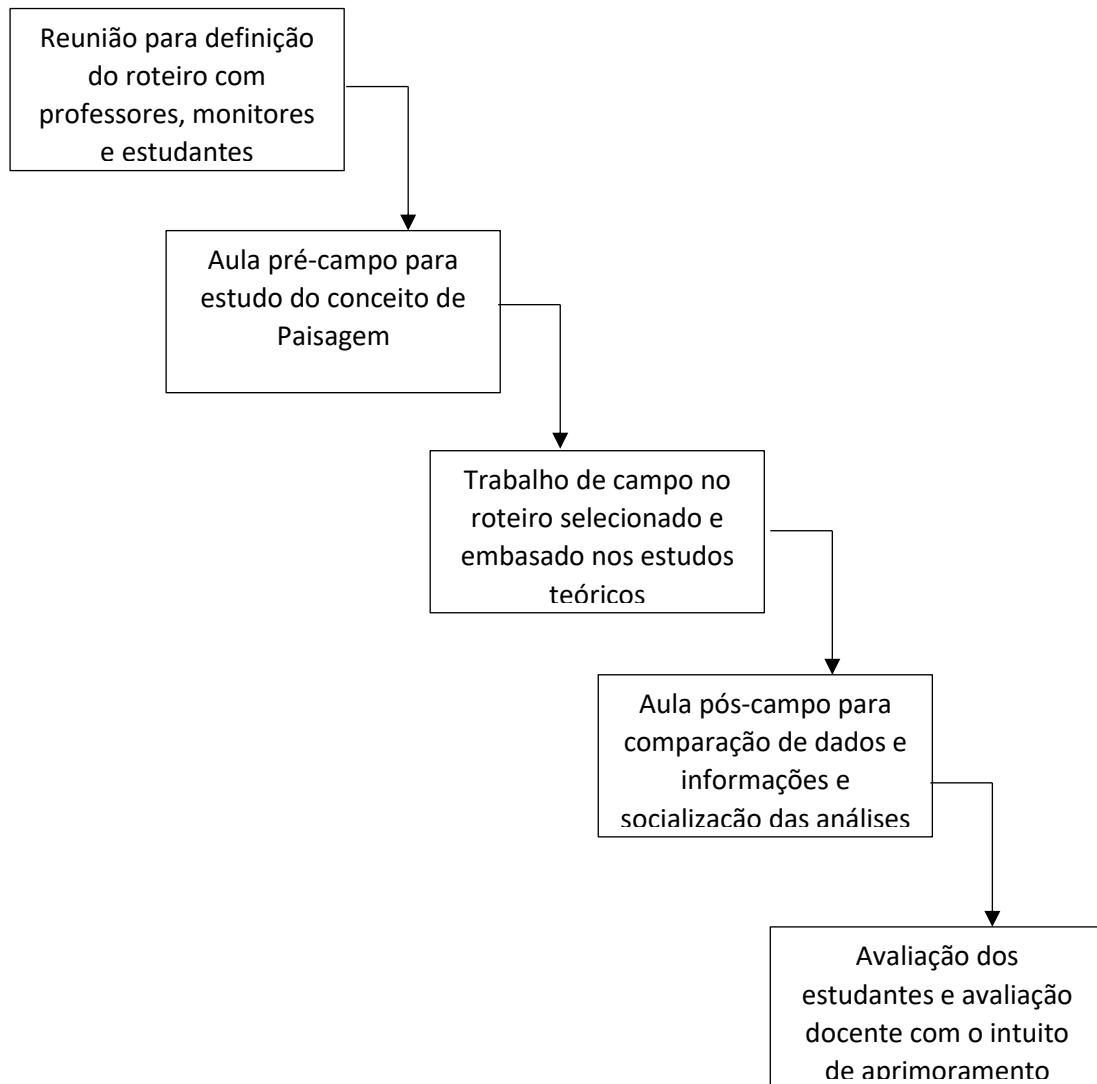 Reunião para definição
do roteiro com
professores, monitores
e estudantes
Aula pré-campo para
estudo do conceito de
Paisagem
Trabalho de campo no
roteiro selecionado e
embasado nos estudos
teóricos
Aula pós-campo para
comparação de dados e
informações e
socialização das análises
Avaliação dos
estudantes e avaliação
docente com o intuito
de aprimoramento